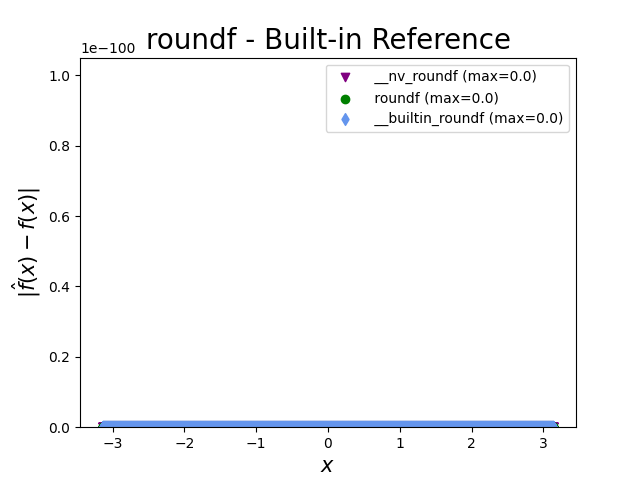 roundf - Built-in Reference
1e−100
__nv_roundf (max=0.0)
roundf (max=0.0)
__builtin_roundf (max=0.0)
1.0
0.8
0.6
0.4
0.2
0.0
|f̂(x) − f(x)|
−3
−2
−1
0
1
2
3
x